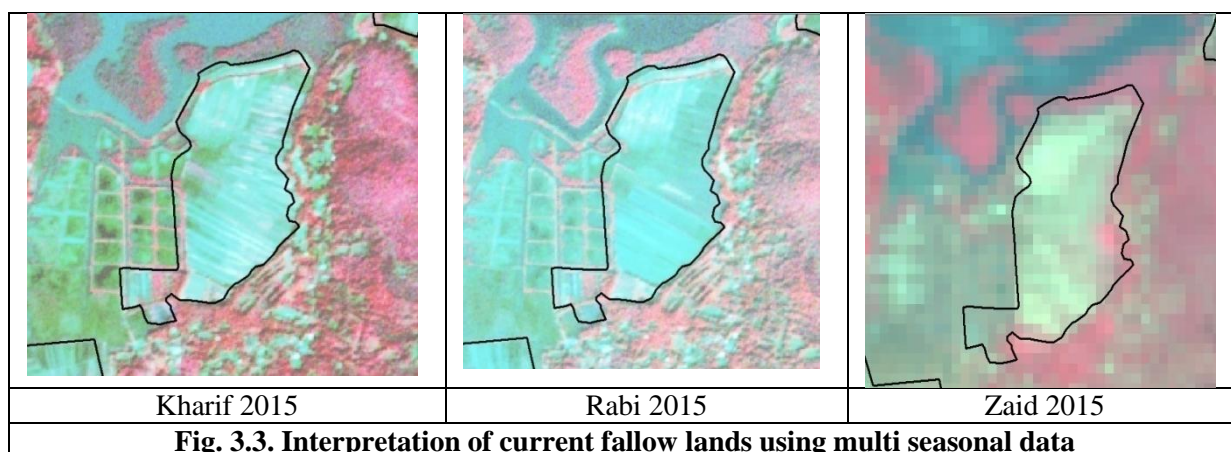 Kharif 2015 Rabi 2015 Zaid 2015
Fig. 3.3. Interpretation of current fallow lands using multi seasonal data